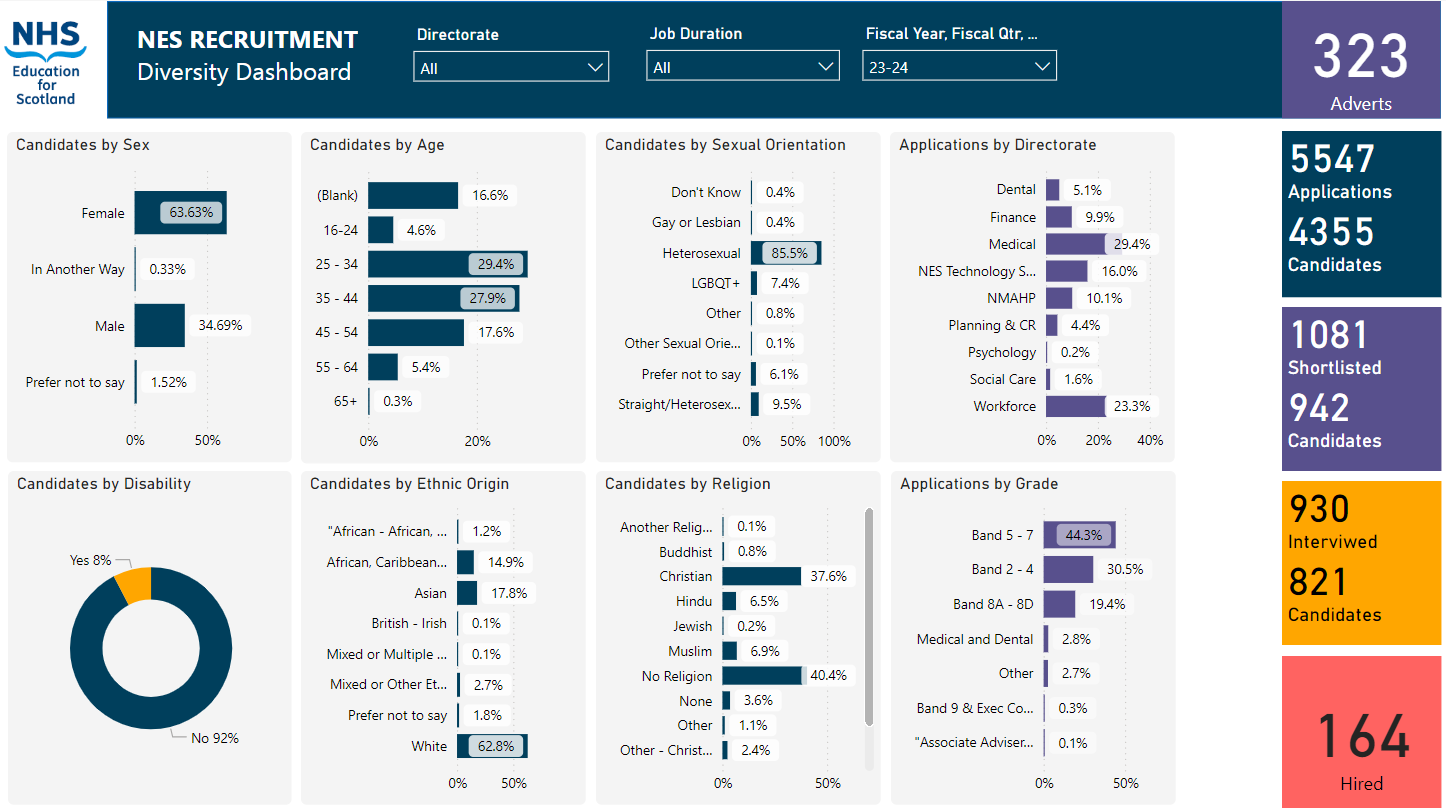 NHS
Education
for
Scotland
NES RECRUITMENT
Diversity Dashboard
Directorate
All
Job Duration
All
Fiscal Year, Fiscal Qtr, ...
23-24
323
Adverts
Candidates by Sex
Female 63.63%
In Another Way 0.33%
Male 34.69%
Prefer not to say 1.52%
0% 50%
Candidates by Age
(Blank) 16.6%
16-24 4.6%
25 - 34 29.4%
35 - 44 27.9%
45 - 54 17.6%
55 - 64 5.4%
65+ 0.3%
0% 20%
Candidates by Sexual Orientation
Don't Know 0.4%
Gay or Lesbian 0.4%
Heterosexual 85.5%
LGBQT+ 7.4%
Other 0.8%
Other Sexual Orie... 0.1%
Prefer not to say 6.1%
Straight/Heterosex... 9.5%
0% 50% 100%
Applications by Directorate
Dental 5.1%
Finance 9.9%
Medical 29.4%
NES Technology S... 16.0%
NMAHP 10.1%
Planning & CR 4.4%
Psychology 0.2%
Social Care 1.6%
Workforce 23.3%
0% 20% 40%
5547
Applications
4355
Candidates
1081
Shortlisted
942
Candidates
Candidates by Disability
Yes 8%
No 92%
Candidates by Ethnic Origin
"African - African, ... 1.2%
African, Caribbean... 14.9%
Asian 17.8%
British - Irish 0.1%
Mixed or Multiple ... 0.1%
Mixed or Other Et... 2.7%
Prefer not to say 1.8%
White 62.8%
0% 50%
Candidates by Religion
Another Relig... 0.1%
Buddhist 0.8%
Christian 37.6%
Hindu 6.5%
Jewish 0.2%
Muslim 6.9%
No Religion 40.4%
None 3.6%
Other 1.1%
Other - Christ... 2.4%
0% 50%
Applications by Grade
Band 5 - 7 44.3%
Band 2 - 4 30.5%
Band 8A - 8D 19.4%
Medical and Dental 2.8%
Other 2.7%
Band 9 & Exec Co... 0.3%
"Associate Adviser... 0.1%
0% 50%
930
Interviwed
821
Candidates
164
Hired